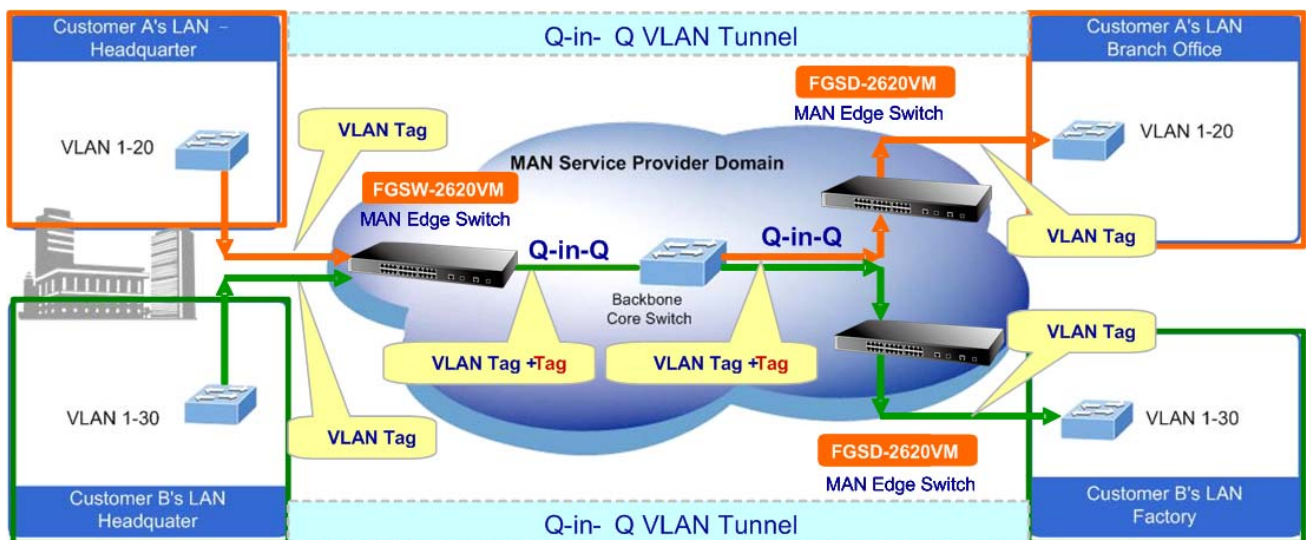 Customer A's LAN –
Headquarter
Q-in- Q VLAN Tunnel
Customer A's LAN
Branch Office
FGSD-2620VM
MAN Edge Switch
VLAN Tag
VLAN 1-20
VLAN 1-20
MAN Service Provider Domain
FGSW-2620VM
MAN Edge Switch
Q-in-Q
Q-in-Q
VLAN Tag
Backbone
Core Switch
VLAN Tag
VLAN Tag +Tag
VLAN Tag +Tag
VLAN 1-30
VLAN Tag
VLAN 1-30
FGSD-2620VM
MAN Edge Switch
Customer B's LAN
Headquater
Q-in- Q VLAN Tunnel
Customer B's LAN
Factory